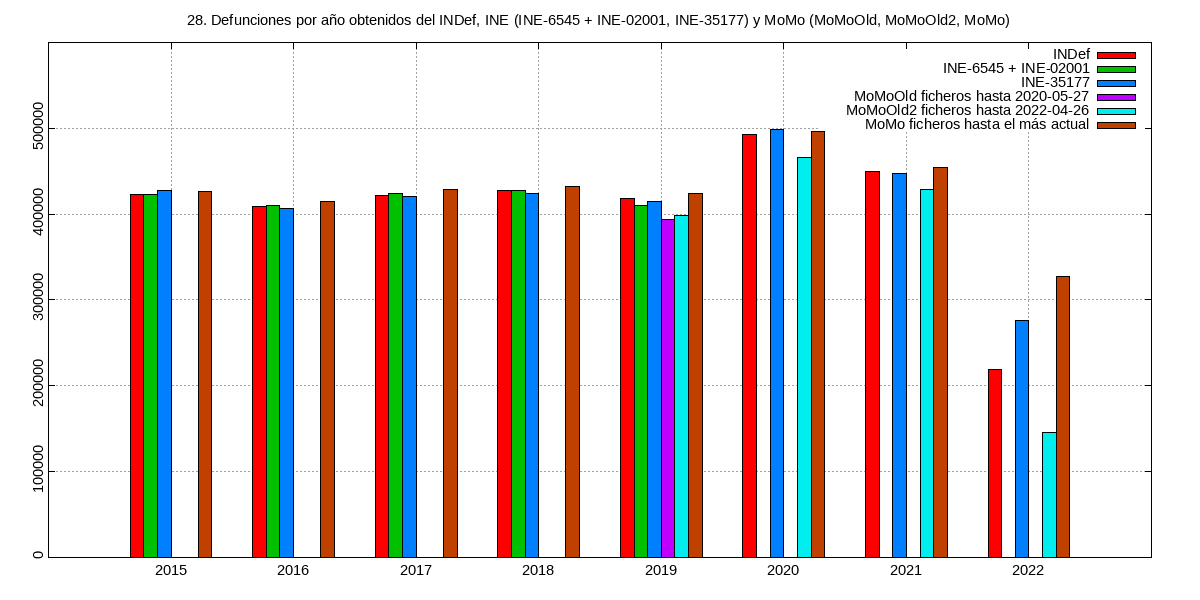 28. Defunciones por año obtenidos del INDef, INE (INE-6545 + INE-02001, INE-35177) y MoMo (MoMoOld, MoMoOld2, MoMo)
INDef
INE-6545 + INE-02001
INE-35177
MoMoOld ficheros hasta 2020-05-27
MoMoOld2 ficheros hasta 2022-04-26
MoMo ficheros hasta el más actual
500000
400000
300000
200000
100000
0
2015 2016 2017 2018 2019 2020 2021 2022